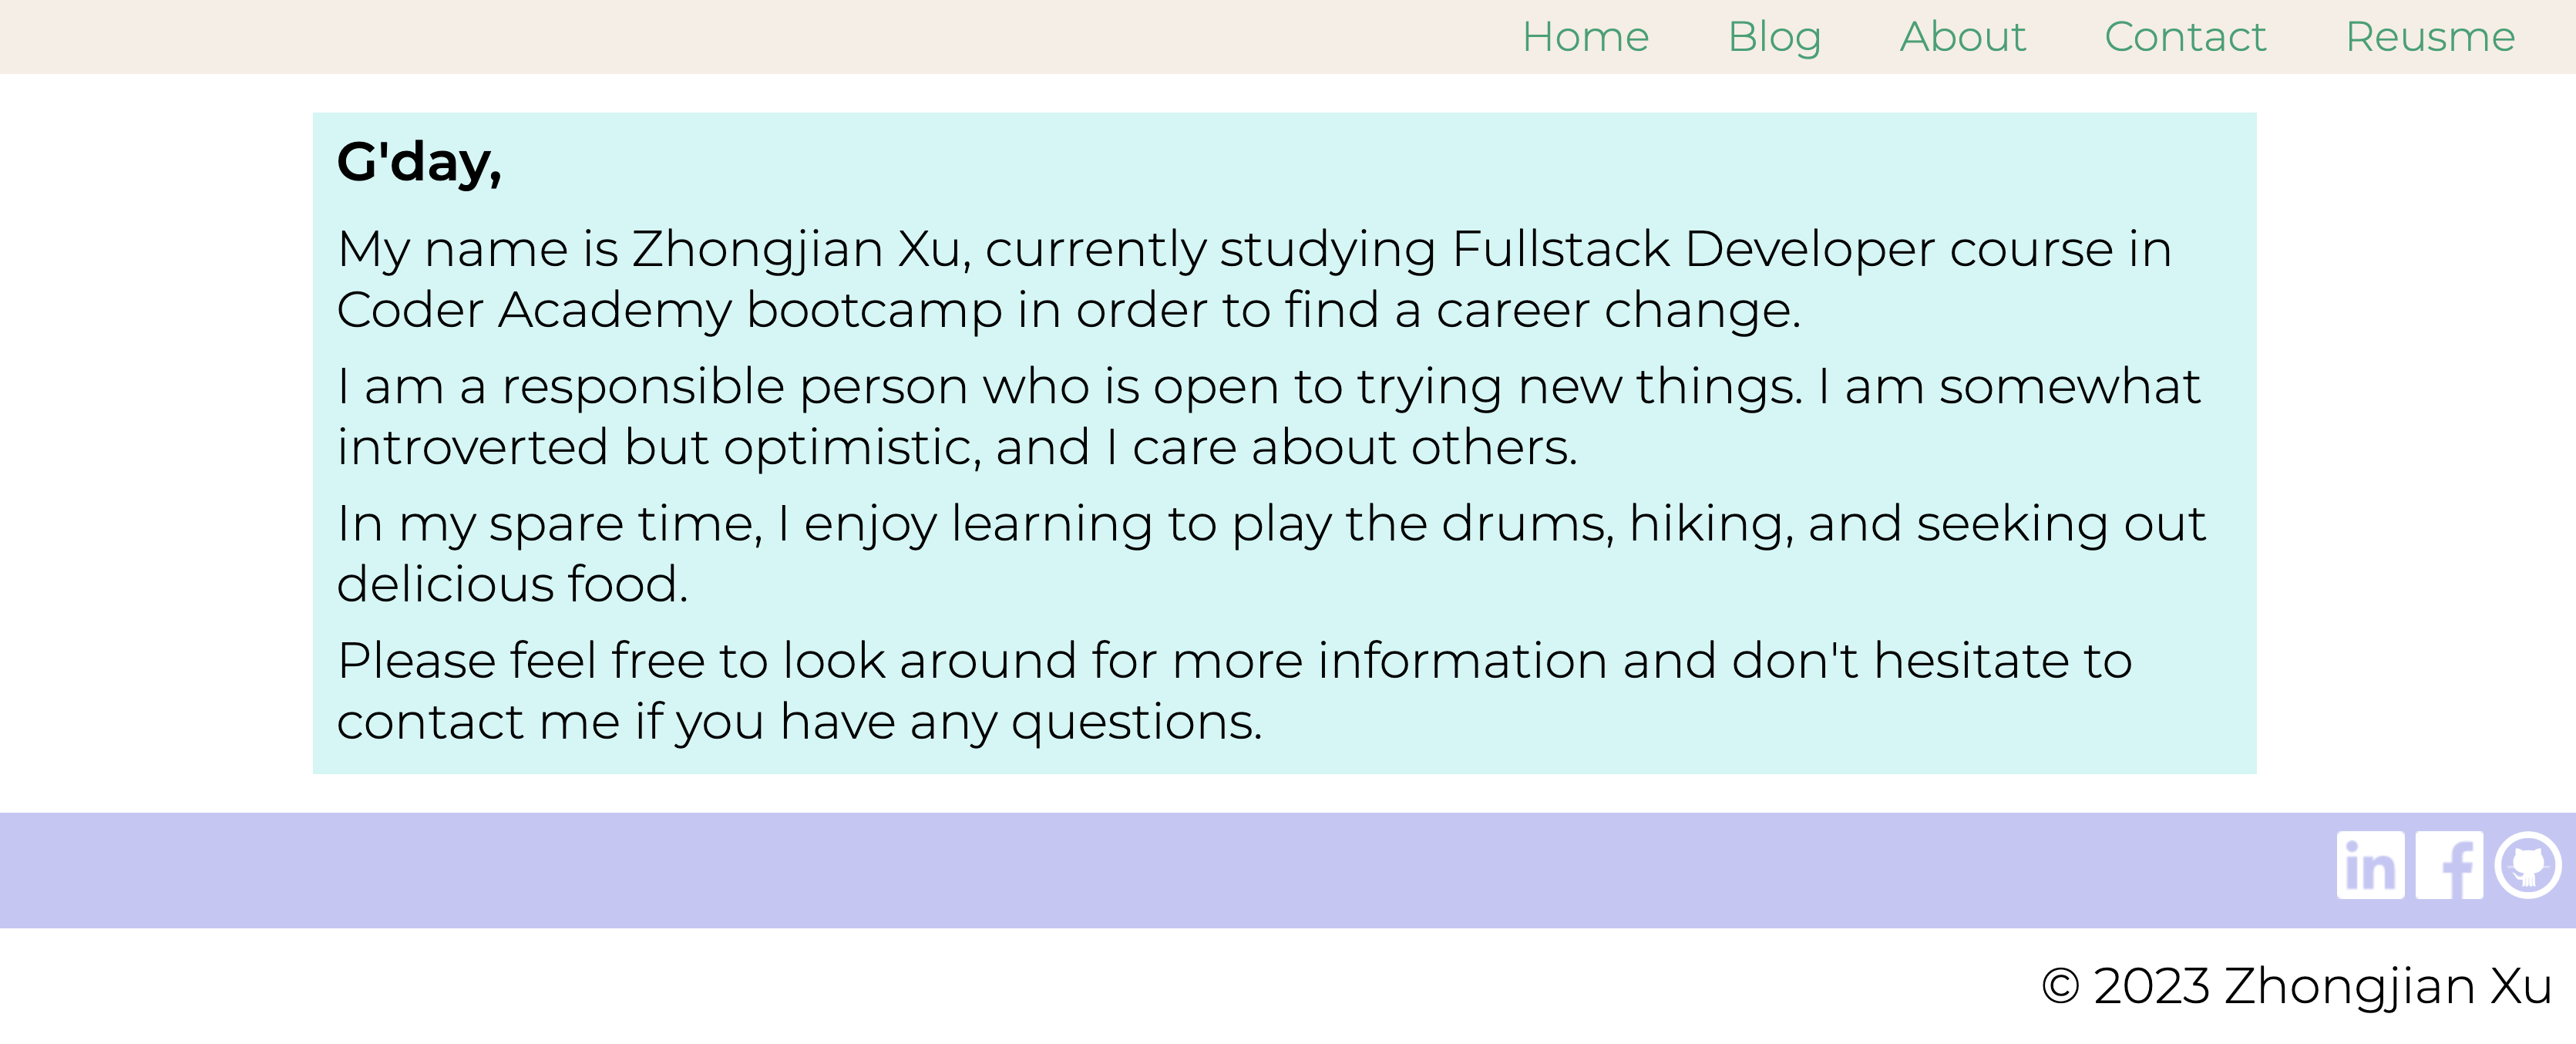 Home Blog About Contact Reusme
G'day,
My name is Zhongjian Xu, currently studying Fullstack Developer course in
Coder Academy bootcamp in order to find a career change.
I am a responsible person who is open to trying new things. I am somewhat
introverted but optimistic, and I care about others.
In my spare time, I enjoy learning to play the drums, hiking, and seeking out
delicious food.
Please feel free to look around for more information and don't hesitate to
contact me if you have any questions.
in f
© 2023 Zhongjian Xu